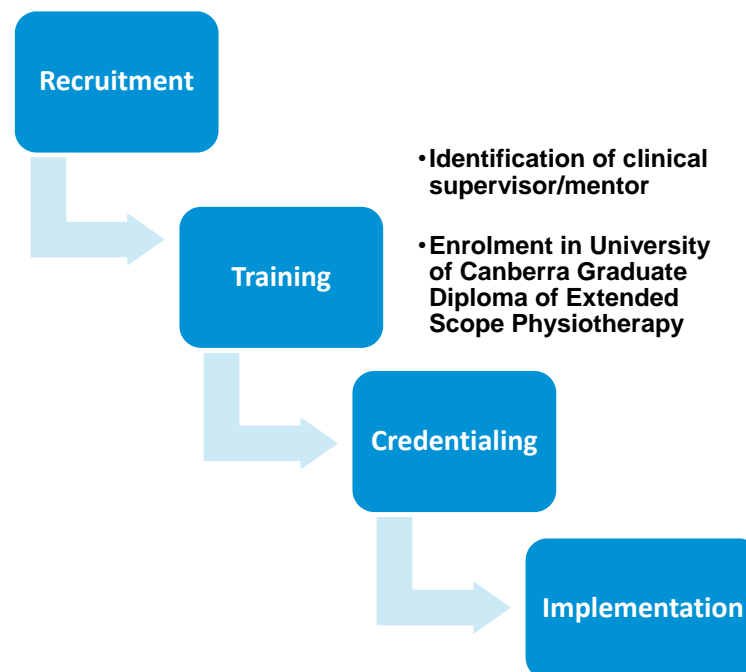 Recruitment
•Identification of clinical
supervisor/mentor
•Enrolment in University
of Canberra Graduate
Diploma of Extended
Scope Physiotherapy
Training
Credentialing
Implementation